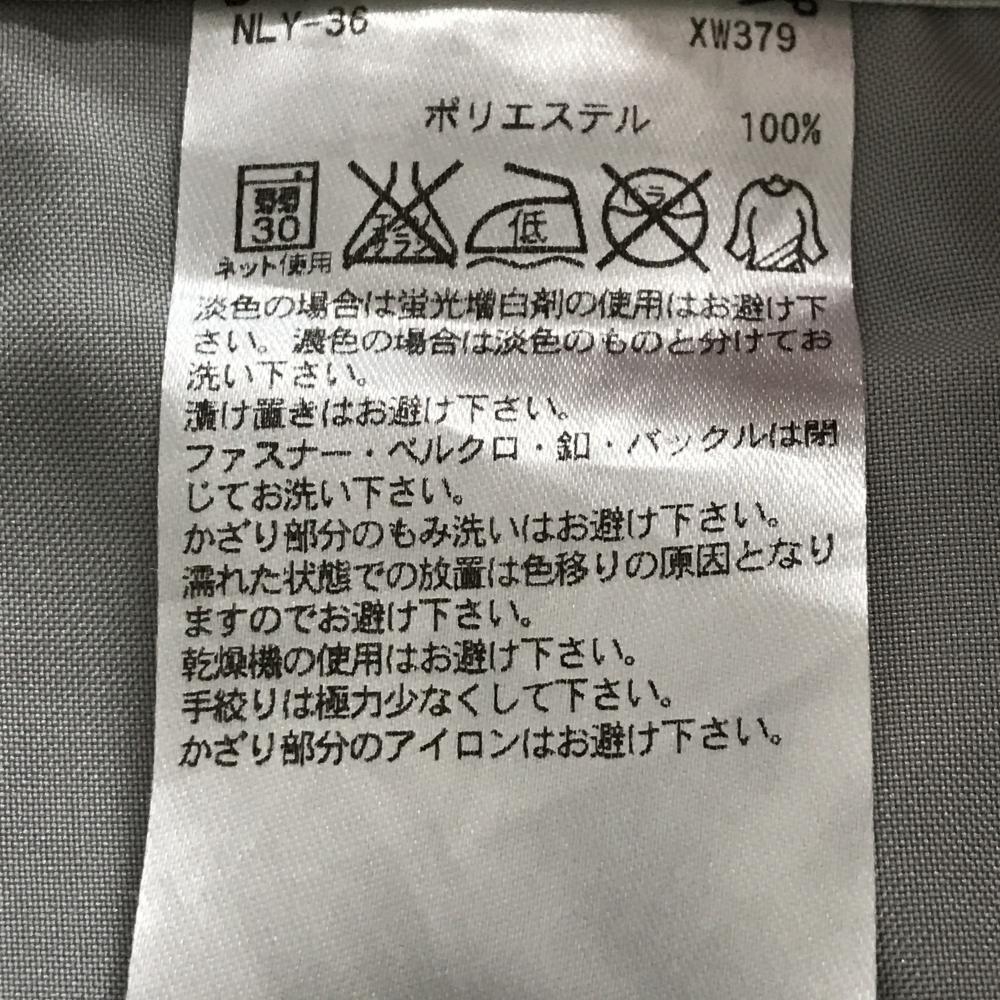 NLY-36 XW379
ポリエステル 100%
30 低
ネット使用
淡色の場合は蛍光増白剤の使用はお避け下
さい。濃色の場合は淡色のものと分けてお
洗い下さい。
漬け置きはお避け下さい。
ファスナー・ベルクロ・釦・バックルは閉
じてお洗い下さい。
かざり部分のもみ洗いはお避け下さい。
濡れた状態での放置は色移りの原因となり
ますのでお避け下さい。
乾燥機の使用はお避け下さい。
手絞りは極力少なくして下さい。
かざり部分のアイロンはお避け下さい。